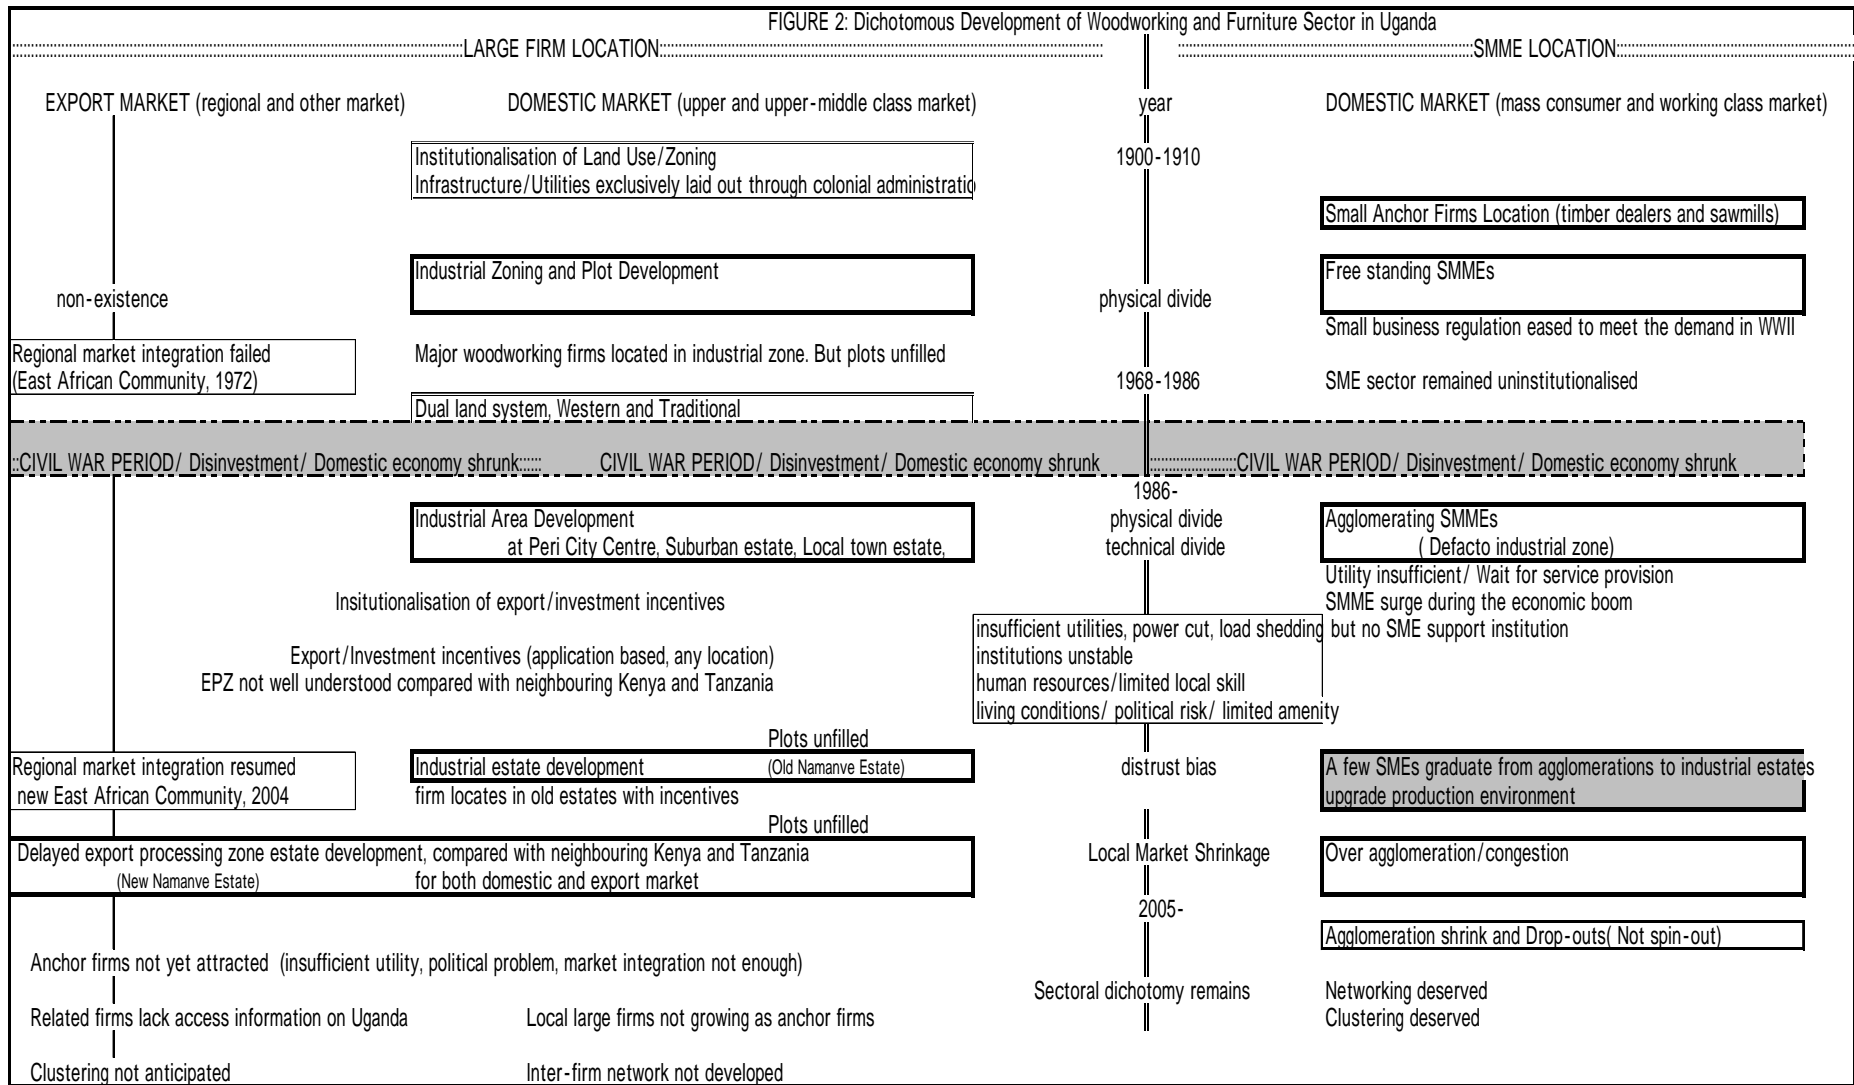 FIGURE 2: Dichotomous Development of Woodworking and Furniture Sector in Uganda
LARGE FIRM LOCATION
SMME LOCATION
EXPORT MARKET (regional and other market)
DOMESTIC MARKET (upper and upper-middle class market)
year
DOMESTIC MARKET (mass consumer and working class market)
Institutionalisation of Land Use/Zoning
Infrastructure/Utilities exclusively laid out through colonial administratio
1900-1910
Small Anchor Firms Location (timber dealers and sawmills)
Industrial Zoning and Plot Development
Free standing SMMEs
non-existence
physical divide
Small business regulation eased to meet the demand in WWII
Regional market integration failed
(East African Community, 1972)
Major woodworking firms located in industrial zone. But plots unfilled
1968-1986
SME sector remained uninstitutionalised
Dual land system, Western and Traditional
::CIVIL WAR PERIOD/ Disinvestment/ Domestic economy shrunk::::::
CIVIL WAR PERIOD/ Disinvestment/ Domestic economy shrunk
CIVIL WAR PERIOD/ Disinvestment/ Domestic economy shrunk
1986-
Industrial Area Development
at Peri City Centre, Suburban estate, Local town estate,
physical divide
technical divide
Agglomerating SMMEs
( Defacto industrial zone)
Utility insufficient/ Wait for service provision
Insitutionalisation of export/investment incentives
SMME surge during the economic boom
insufficient utilities, power cut, load shedding but no SME support institution
Export/Investment incentives (application based, any location)
institutions unstable
EPZ not well understood compared with neighbouring Kenya and Tanzania
human resources/limited local skill
living conditions/ political risk/ limited amenity
Plots unfilled
Regional market integration resumed
new East African Community, 2004
Industrial estate development
(Old Namanve Estate)
firm locates in old estates with incentives
distrust bias
A few SMEs graduate from agglomerations to industrial estates
upgrade production environment
Plots unfilled
Delayed export processing zone estate development, compared with neighbouring Kenya and Tanzania
(New Namanve Estate)
for both domestic and export market
Local Market Shrinkage
Over agglomeration/congestion
2005-
Agglomeration shrink and Drop-outs( Not spin-out)
Anchor firms not yet attracted (insufficient utility, political problem, market integration not enough)
Sectoral dichotomy remains
Networking deserved
Related firms lack access information on Uganda
Local large firms not growing as anchor firms
Clustering deserved
Clustering not anticipated
Inter-firm network not developed